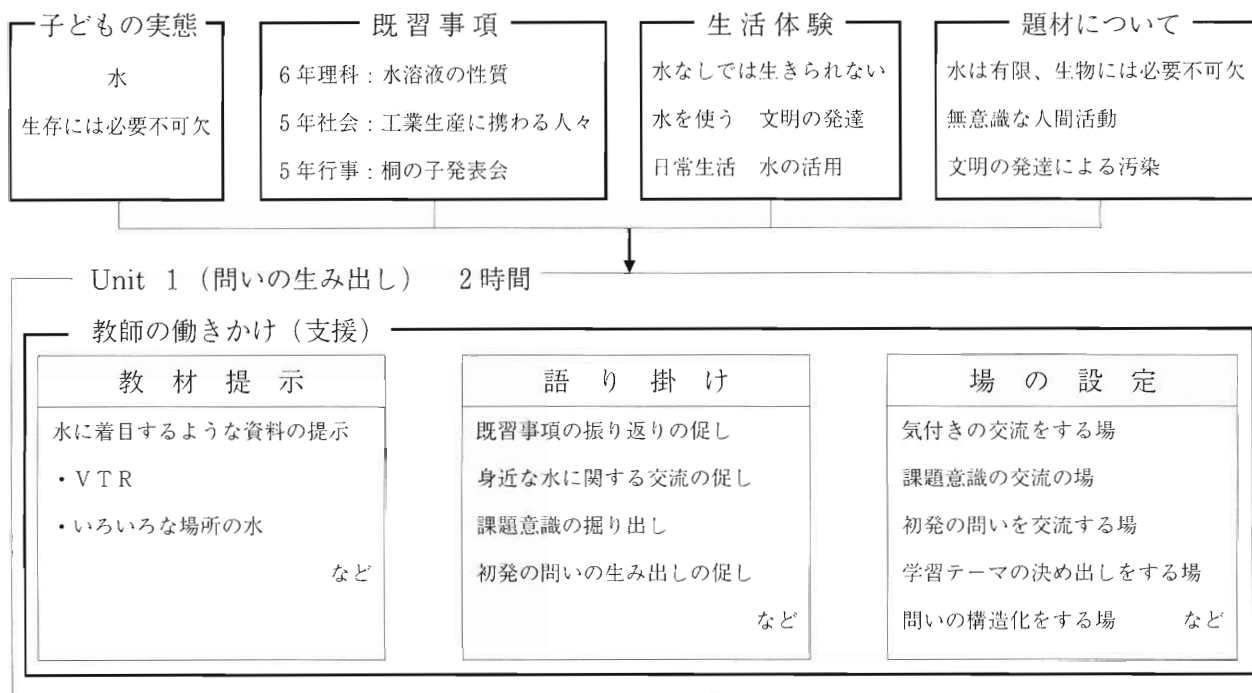 子どもの実態
水
生存には必要不可欠
既習事項
6年理科：水溶液の性質
5年社会：工業生産に携わる人々
5年行事：桐の子発表会
生活体験
水なしでは生きられない
水を使う　文明の発達
日常生活　水の活用
題材について
水は有限、生物には必要不可欠
無意識な人間活動
文明の発達による汚染
Unit 1（問いの生み出し）　2時間
教師の働きかけ（支援）
教材提示
水に着目するような資料の提示
・VTR
・いろいろな場所の水
など
語り掛け
既習事項の振り返りの促し
身近な水に関する交流の促し
課題意識の掘り出し
初発の問いの生み出しの促し
など
場の設定
気付きの交流をする場
課題意識の交流の場
初発の問いを交流する場
学習テーマの決め出しをする場
問いの構造化をする場　など